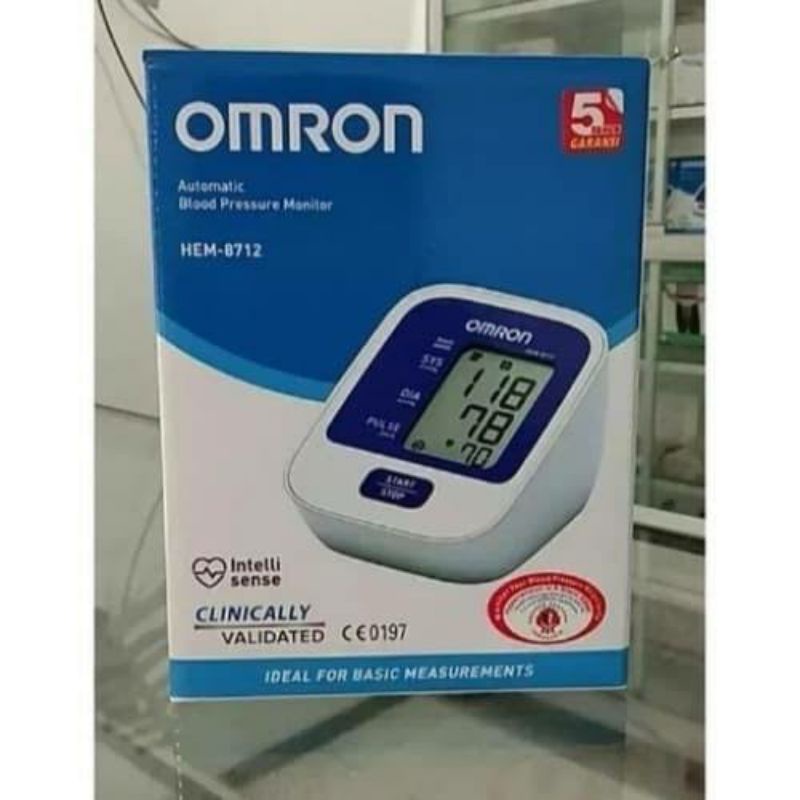 OMRON
5
TAHUN
GARANSI
Automatic
Blood Pressure Monitor
HEM-8712
OMRON
SYS
118
DIA
78
PULSE
70
START
STOP
Intelli
sense
CLINICALLY
VALIDATED CE0197
IDEAL FOR BASIC MEASUREMENTS